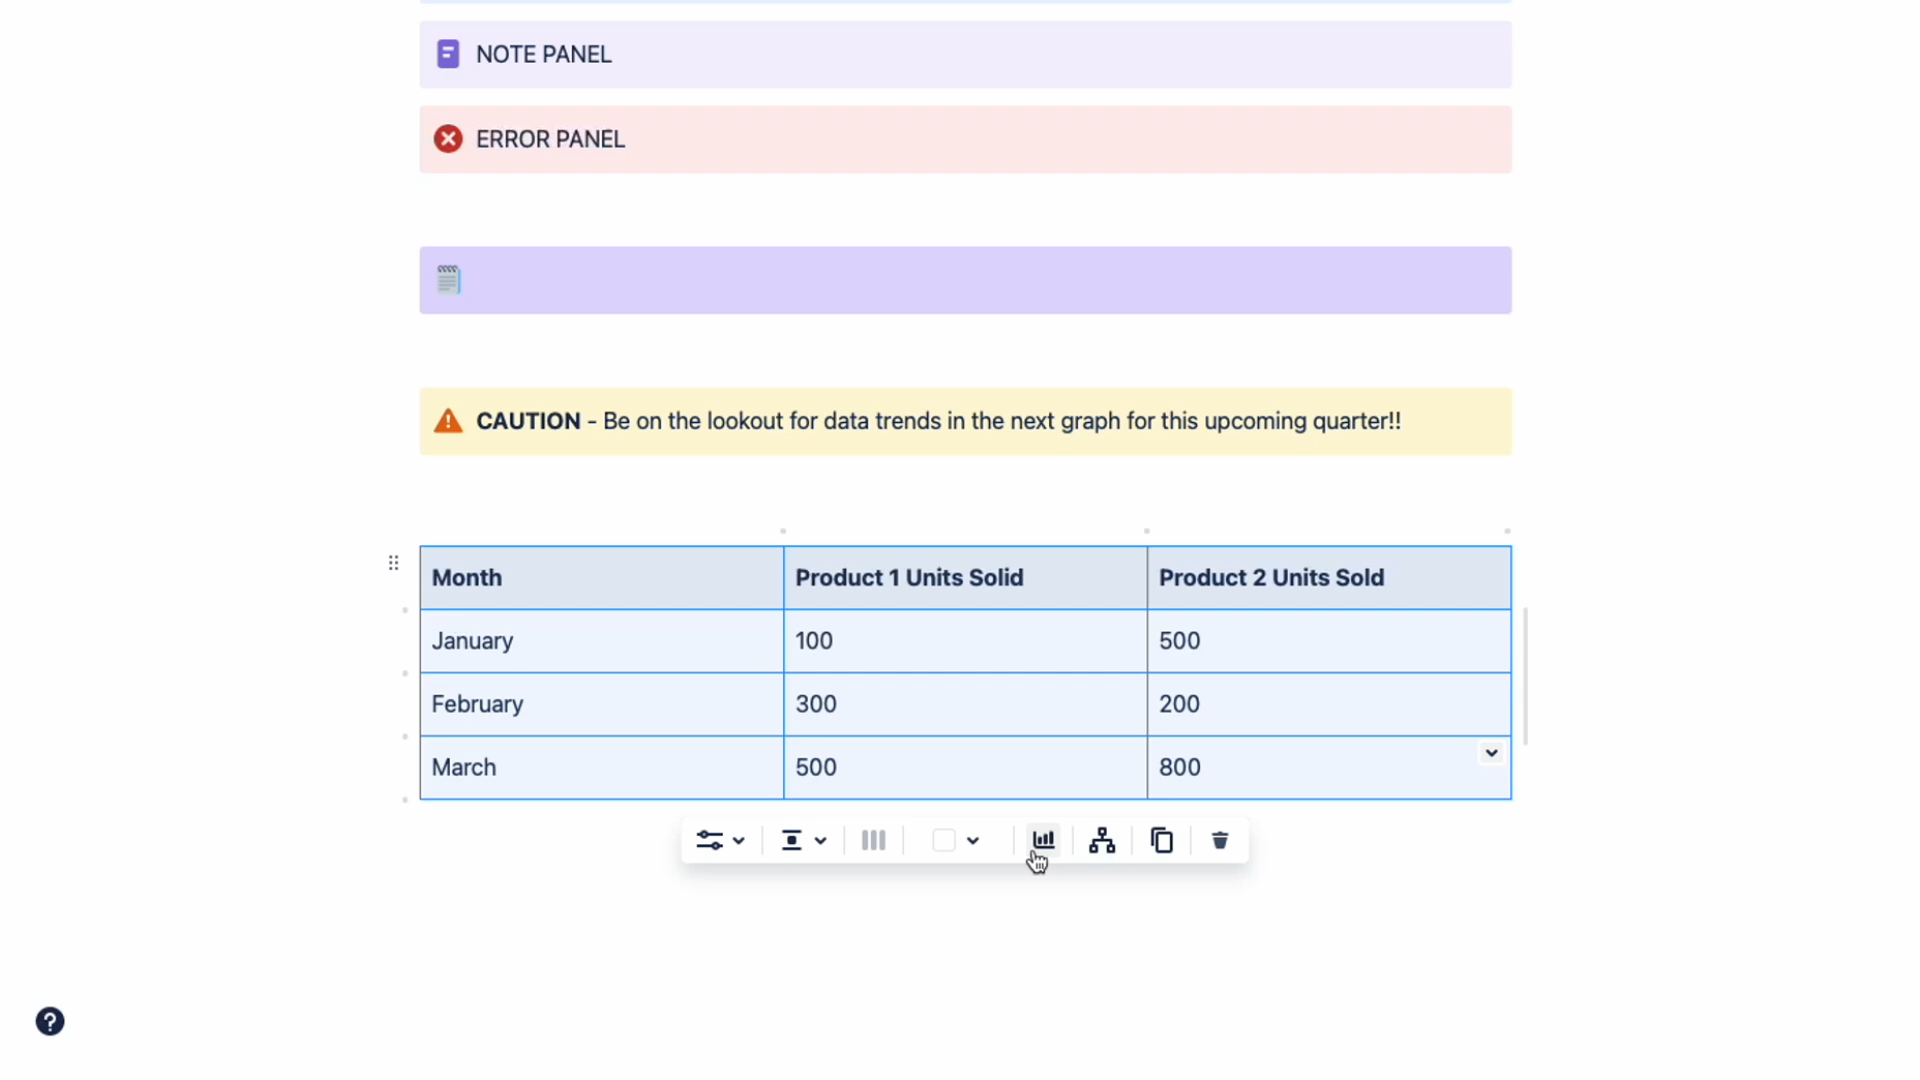 NOTE PANEL
ERROR PANEL
CAUTION - Be on the lookout for data trends in the next graph for this upcoming quarter!!
Month Product 1 Units Solid Product 2 Units Sold
January 100 500
February 300 200
March 500 800
?